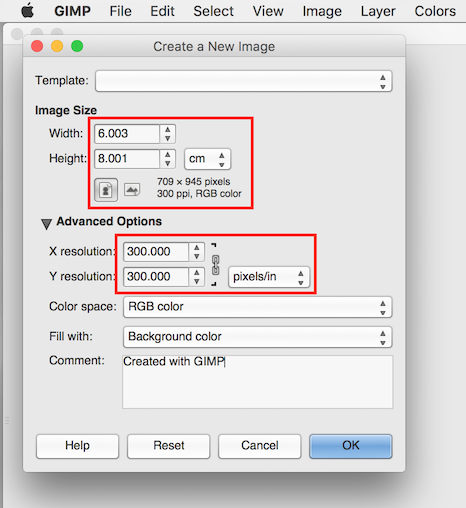 GIMP File Edit Select View Image Layer Colors
Create a New Image
Template:
Image Size
Width: 6.003
Height: 8.001 cm
709 × 945 pixels
300 ppi, RGB color
Advanced Options
X resolution: 300.000
Y resolution: 300.000 pixels/in
Color space: RGB color
Fill with: Background color
Comment: Created with GIMP
Help Reset Cancel OK